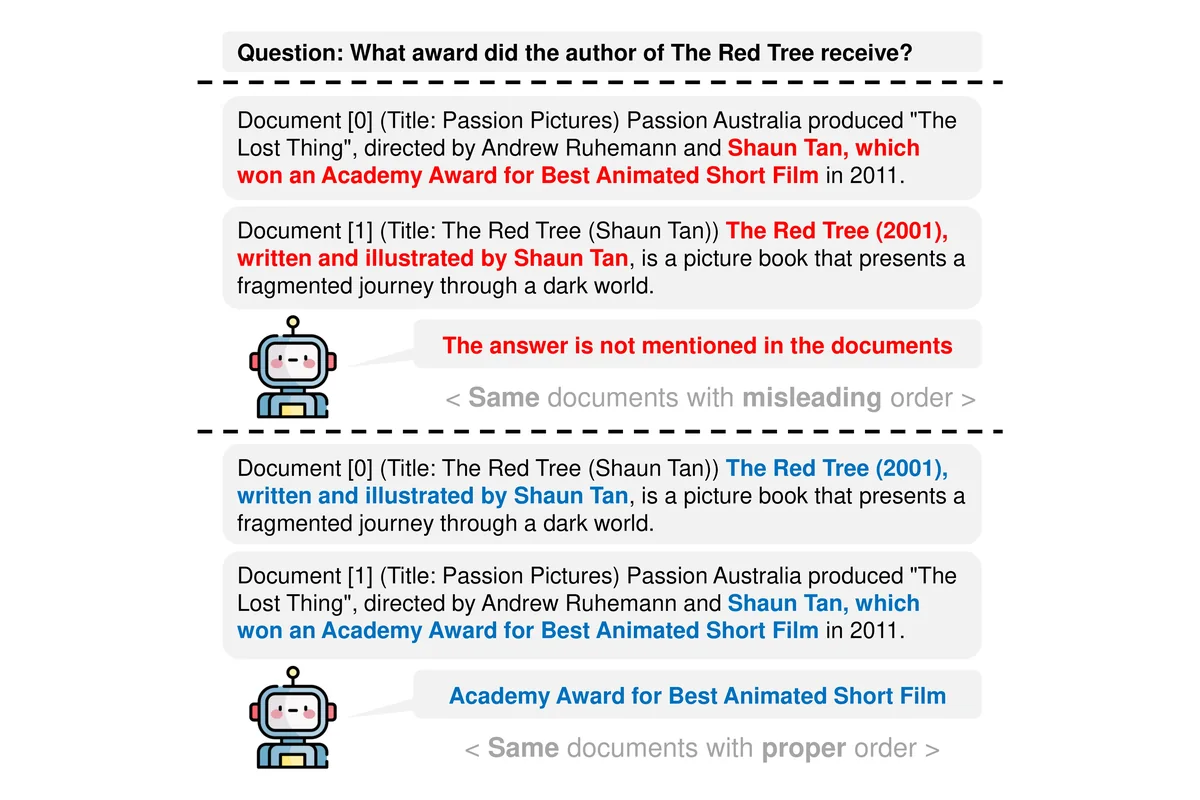 Question: What award did the author of The Red Tree receive?
Document [0] (Title: Passion Pictures) Passion Australia produced "The
Lost Thing", directed by Andrew Ruhemann and Shaun Tan, which
won an Academy Award for Best Animated Short Film in 2011.
Document [1] (Title: The Red Tree (Shaun Tan)) The Red Tree (2001),
written and illustrated by Shaun Tan, is a picture book that presents a
fragmented journey through a dark world.
The answer is not mentioned in the documents
< Same documents with misleading order >
Document [0] (Title: The Red Tree (Shaun Tan)) The Red Tree (2001),
written and illustrated by Shaun Tan, is a picture book that presents a
fragmented journey through a dark world.
Document [1] (Title: Passion Pictures) Passion Australia produced "The
Lost Thing", directed by Andrew Ruhemann and Shaun Tan, which
won an Academy Award for Best Animated Short Film in 2011.
Academy Award for Best Animated Short Film
< Same documents with proper order >